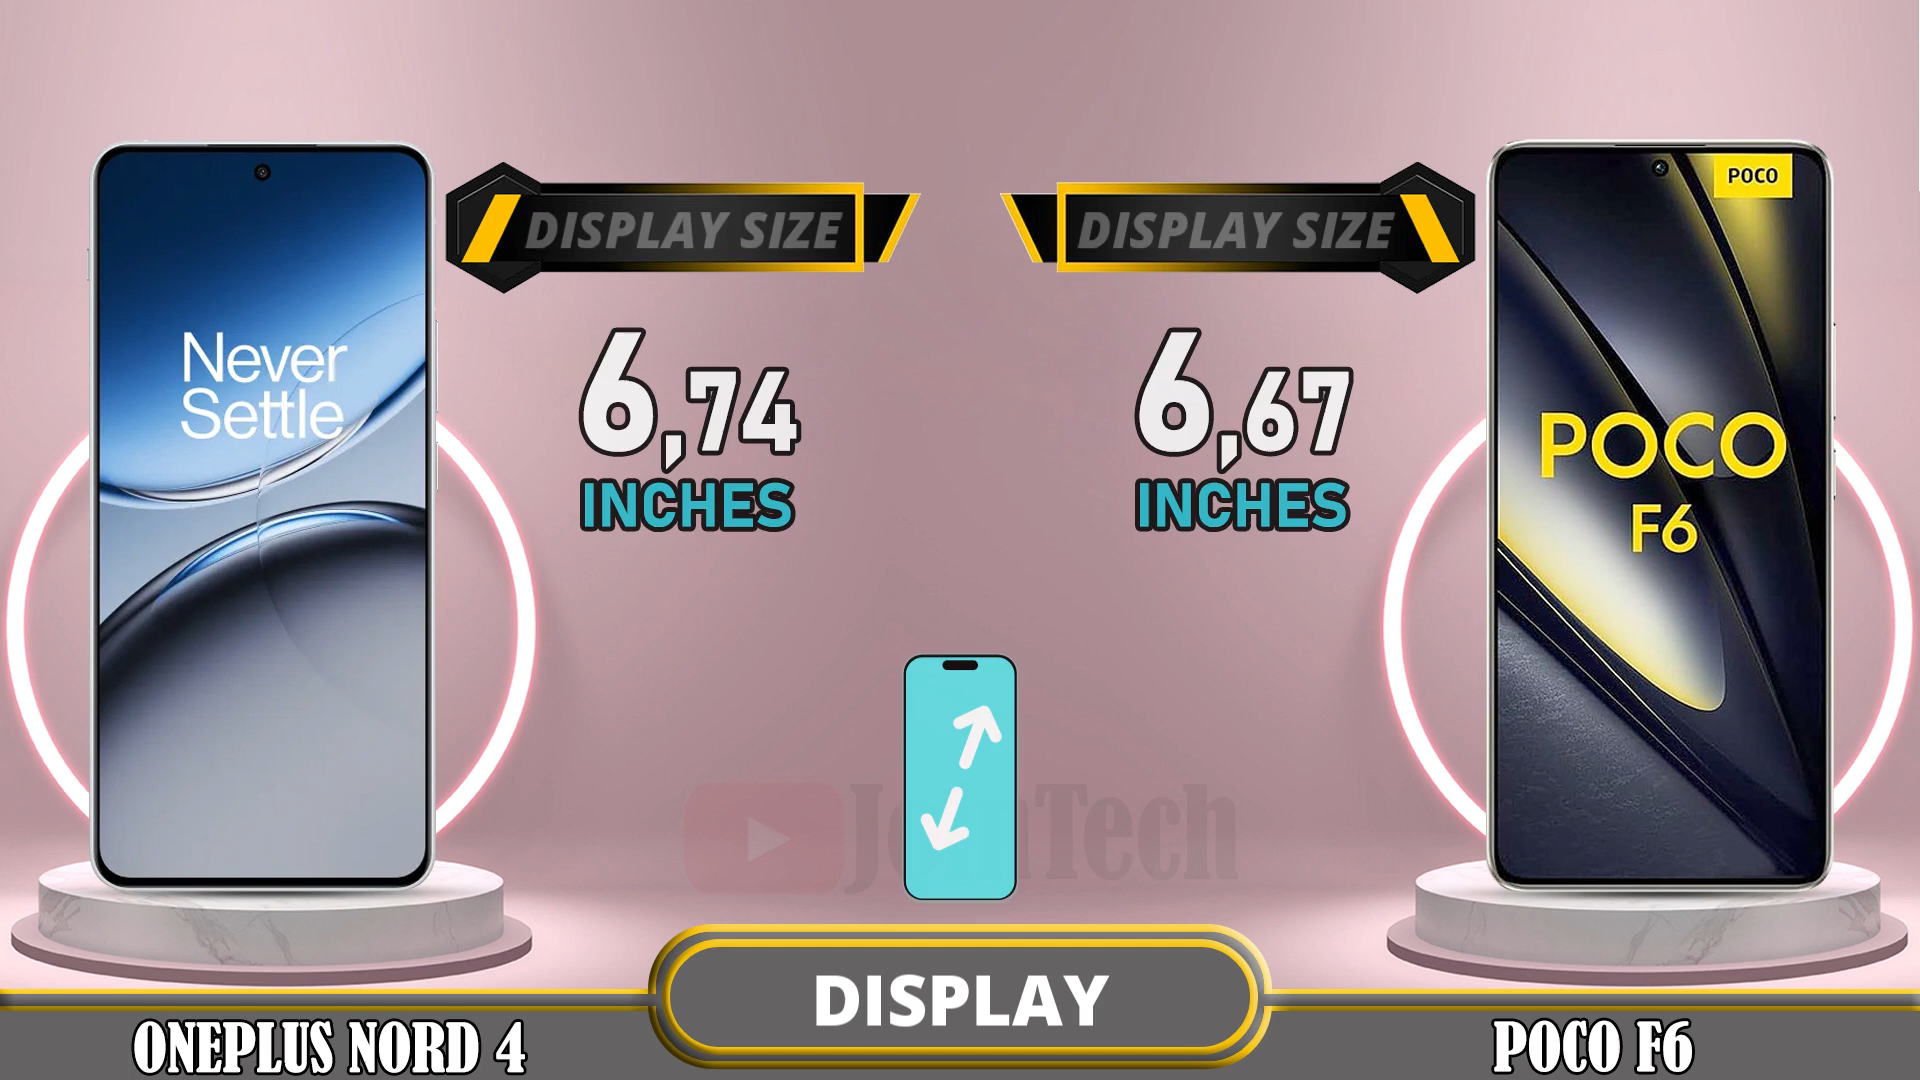 DISPLAY SIZE
DISPLAY SIZE
POCO
6,74
INCHES
6,67
INCHES
Never
Settle
POCO
F6
DISPLAY
ONEPLUS NORD 4
POCO F6